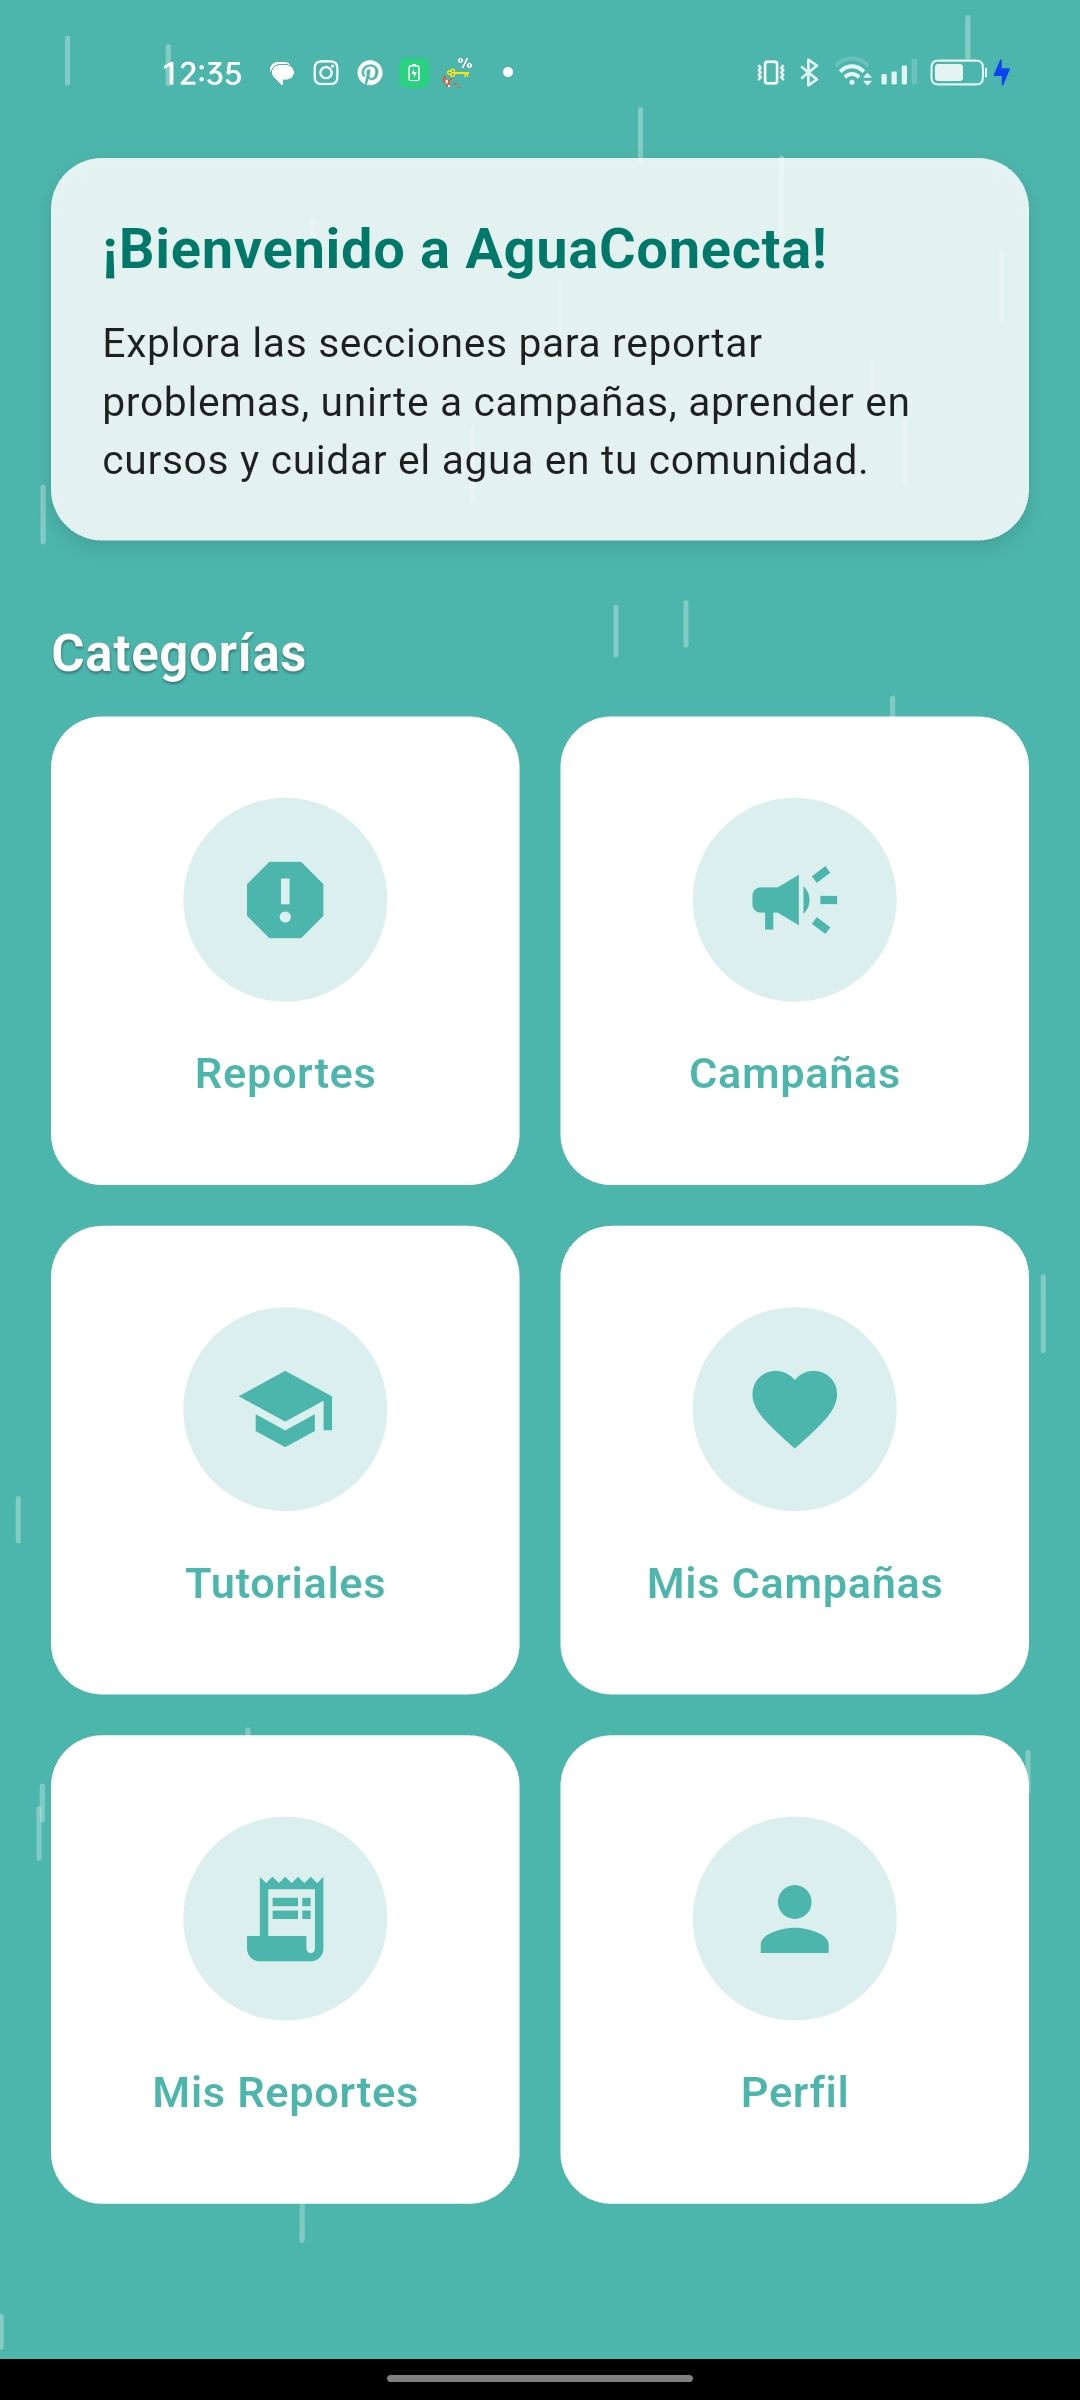 12:35
¡Bienvenido a AguaConecta!
Explora las secciones para reportar
problemas, unirte a campañas, aprender en
cursos y cuidar el agua en tu comunidad.
Categorías
Reportes
Campañas
Tutoriales
Mis Campañas
Mis Reportes
Perfil